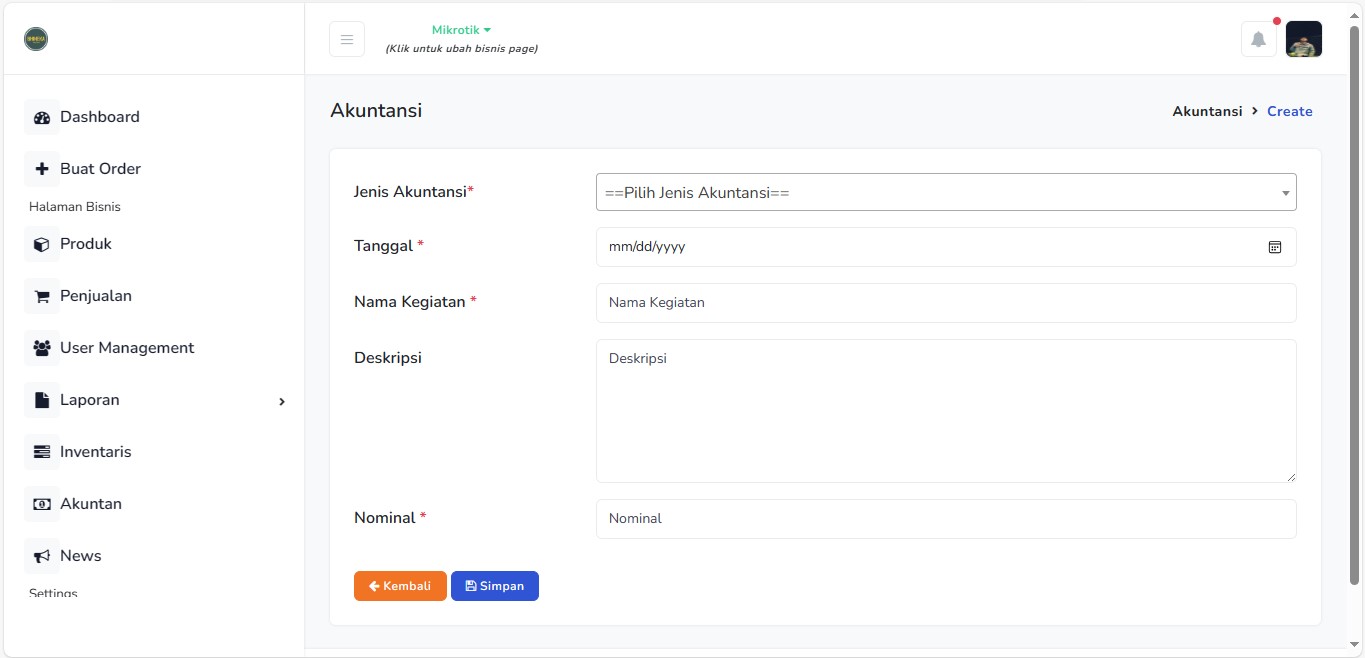 Mikrotik
(Klik untuk ubah bisnis page)
Dashboard
Buat Order
Halaman Bisnis
Produk
Penjualan
User Management
Laporan
Inventaris
Akuntan
News
Settings
Akuntansi
Akuntansi > Create
Jenis Akuntansi*
==Pilih Jenis Akuntansi==
Tanggal *
mm/dd/yyyy
Nama Kegiatan *
Nama Kegiatan
Deskripsi
Deskripsi
Nominal *
Nominal
Kembali
Simpan